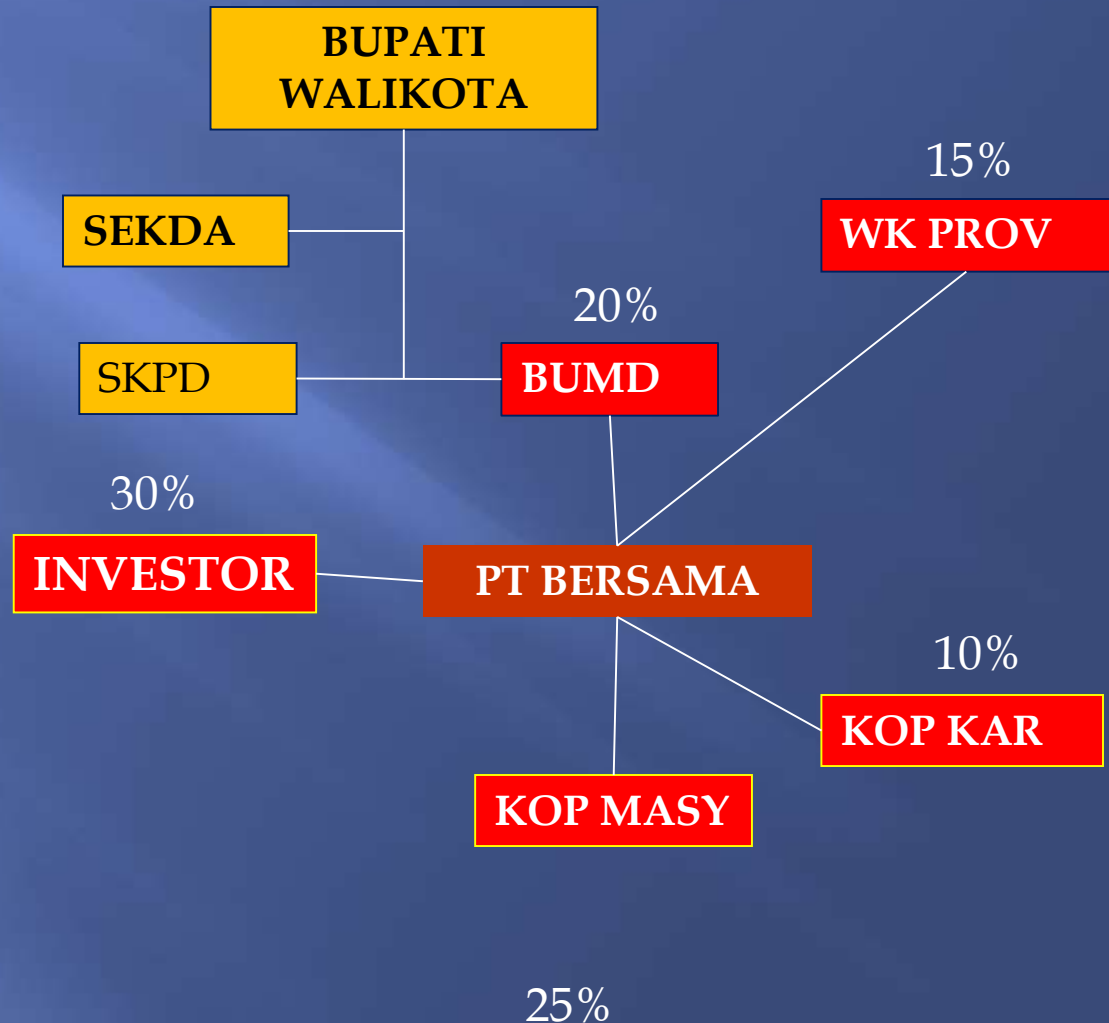 BUPATI
WALIKOTA
15%
SEKDA
WK PROV
20%
SKPD
BUMD
30%
INVESTOR
PT BERSAMA
10%
KOP KAR
KOP MASY
25%